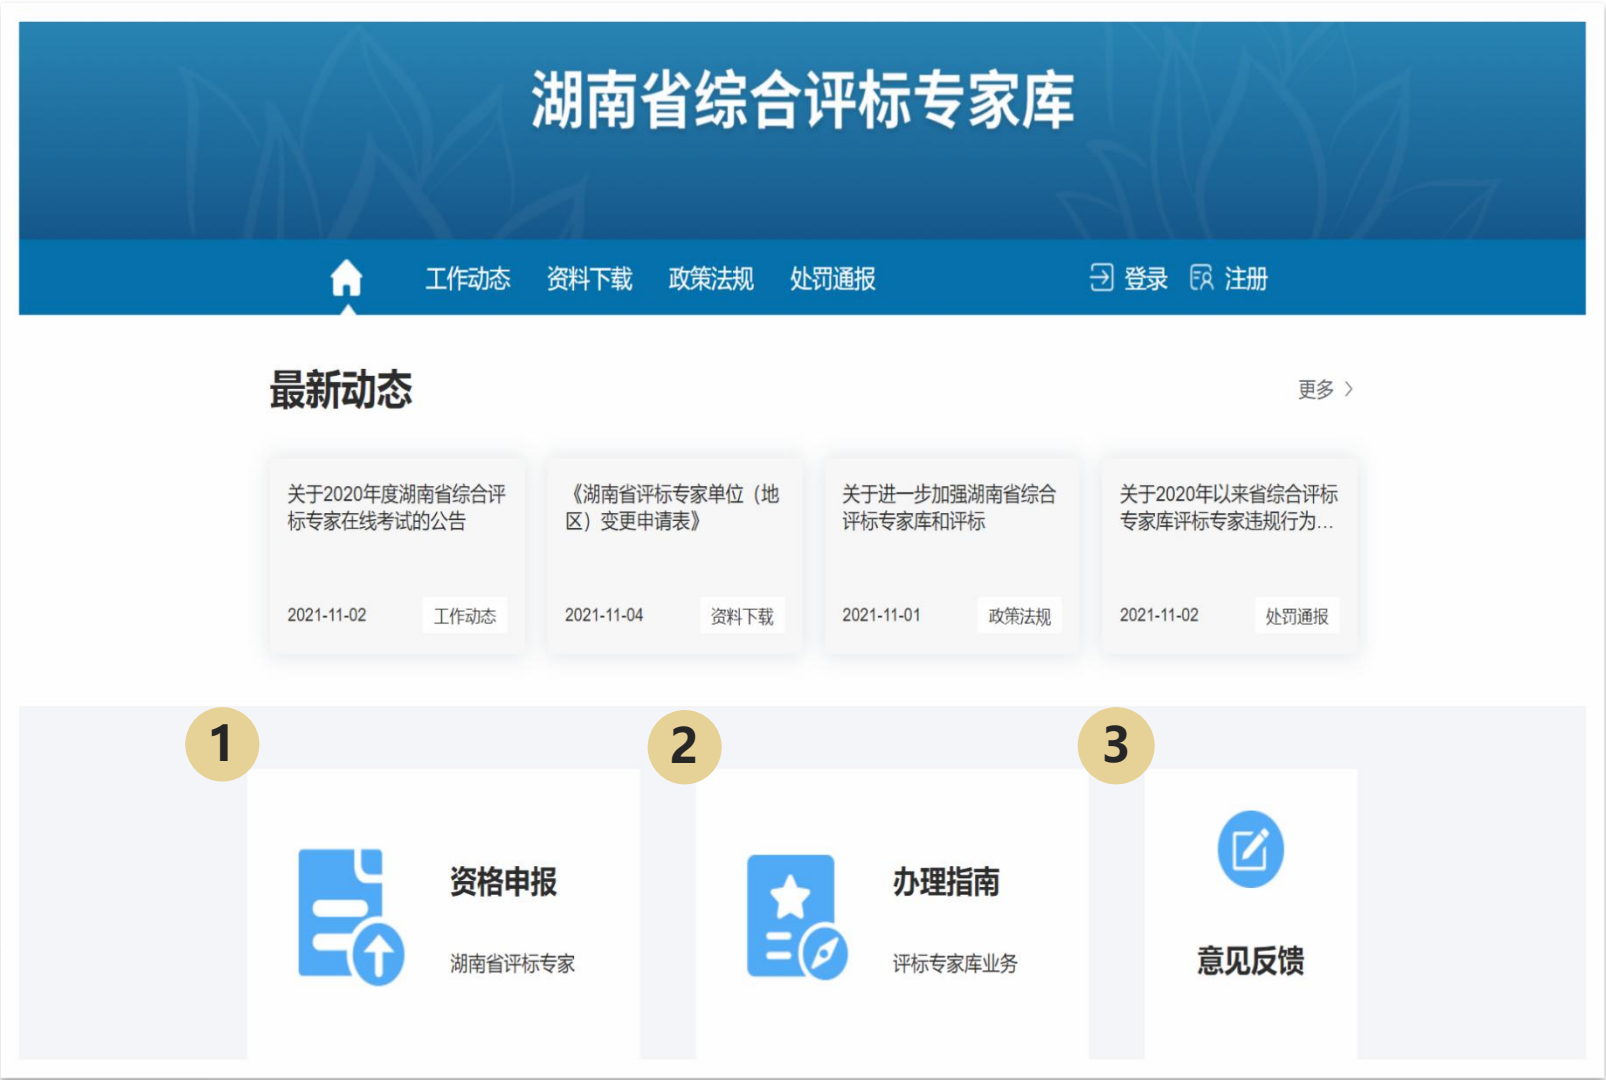 湖南省综合评标专家库
工作动态 资料下载 政策法规 处罚通报 登录 注册
最新动态
更多
关于2020年度湖南省综合评
标专家在线考试的公告
2021-11-02 工作动态
《湖南省评标专家单位（地
区）变更申请表》
2021-11-04 资料下载
关于进一步加强湖南省综合
评标专家库和评标
2021-11-01 政策法规
关于2020年以来省综合评标
专家库评标专家违规行为...
2021-11-02 处罚通报
1
资格申报
湖南省评标专家
2
办理指南
评标专家库业务
3
意见反馈